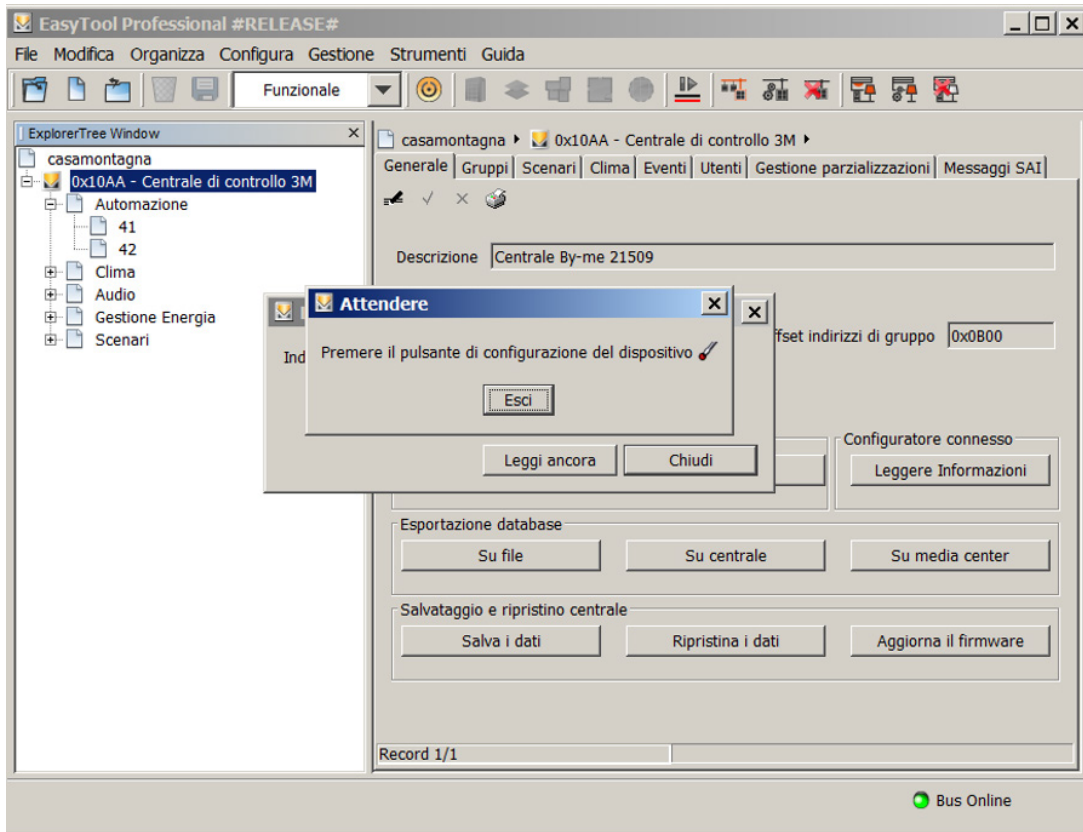 EasyTool Professional #RELEASE#
File Modifica Organizza Configura Gestione Strumenti Guida
Funzionale
ExplorerTree Window
casamontagna
0x10AA - Centrale di controllo 3M
Automazione
41
42
Clima
Audio
Gestione Energia
Scenari
casamontagna 0x10AA - Centrale di controllo 3M
Generale Gruppi Scenari Clima Eventi Utenti Gestione parzializzazioni Messaggi SAI
Descrizione Centrale By-me 21509
Attendere
Premere il pulsante di configurazione del dispositivo
Esci
Ind
Leggi ancora Chiudi
ffset indirizzi di gruppo 0x0B00
Configuratore connesso
Leggere Informazioni
Esportazione database
Su file Su centrale Su media center
Salvataggio e ripristino centrale
Salva i dati Ripristina i dati Aggiorna il firmware
Record 1/1
Bus Online